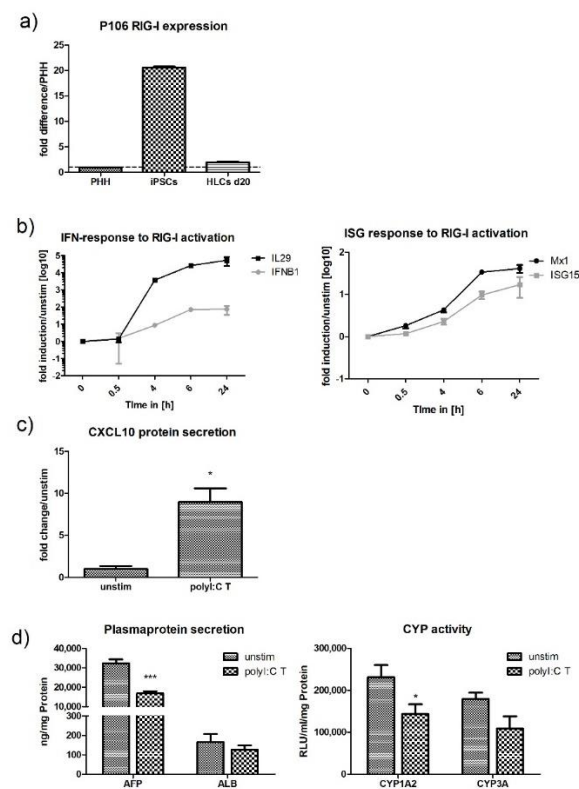 a)
P106 RIG-I expression
fold difference/PHH
25
20
15
10
5
0
PHH iPSCs HLCs d20
b)
IFN-response to RIG-I activation
IL29
IFNB1
fold induction/unstim [log10]
5
4
3
2
1
0
-1
-2
0 0.5 4 6 24
Time in [h]
ISG response to RIG-I activation
Mx1
ISG15
fold induction/unstim [log10]
2
1
0
-1
0 0.5 4 6 24
Time in [h]
c)
CXCL10 protein secretion
fold change/unstim
15
10
5
0
*
unstim polyI:C T
d)
Plasmaprotein secretion
unstim
polyI:C T
ng/mg Protein
40,000
30,000
20,000
10,000
200
100
0
***
AFP ALB
CYP activity
unstim
polyI:C T
RLU/ml/mg Protein
300,000
200,000
100,000
0
*
CYP1A2 CYP3A